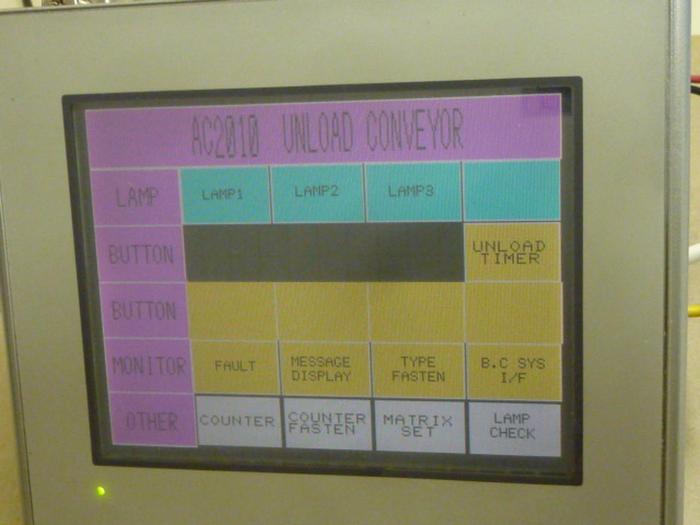 AC2010 UNLOAD CONVEYOR
LAMP LAMP1 LAMP2 LAMP3
BUTTON UNLOAD
TIMER
BUTTON
MONITOR FAULT MESSAGE
DISPLAY TYPE
FASTEN B.C SYS
I/F
OTHER COUNTER COUNTER
FASTEN MATRIX
SET LAMP
CHECK